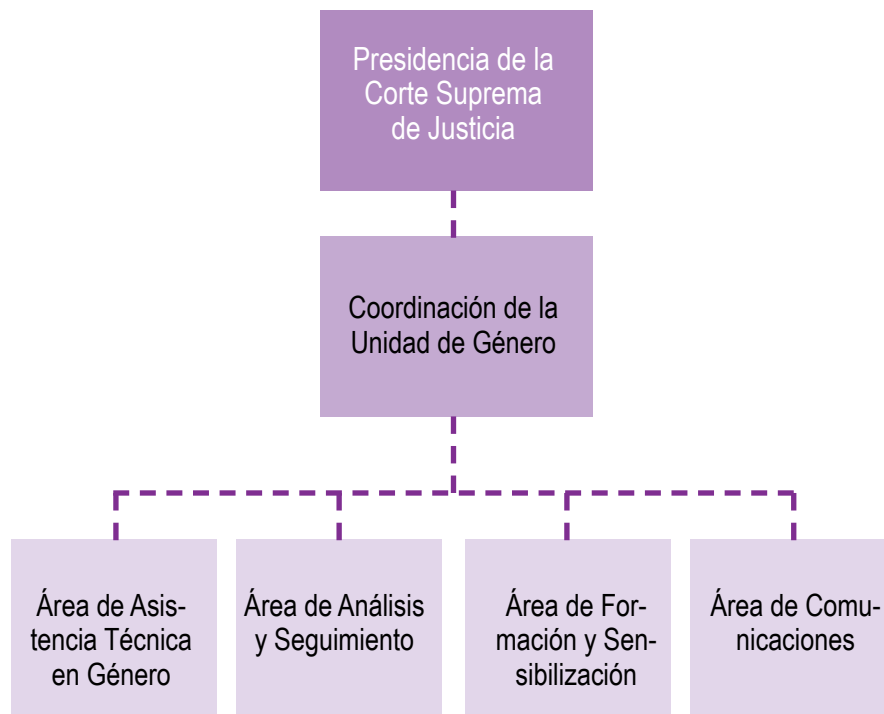 Presidencia de la
Corte Suprema
de Justicia
Coordinación de la
Unidad de Género
Área de Asis-
tencia Técnica
en Género
Área de Análisis
y Seguimiento
Área de For-
mación y Sen-
sibilización
Área de Comu-
nicaciones